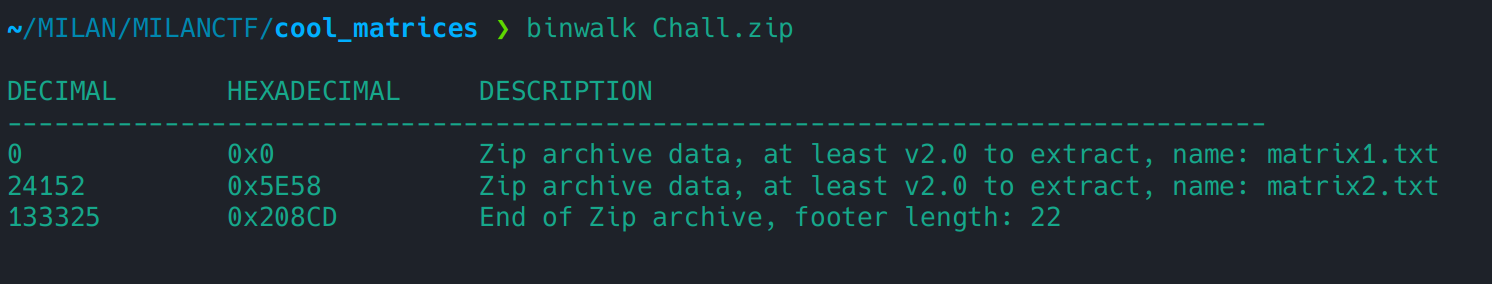 ~/MILAN/MILANCTF/cool_matrices ❯ binwalk Chall.zip
DECIMAL       HEXADECIMAL     DESCRIPTION
--------------------------------------------------------------------------------
0             0x0             Zip archive data, at least v2.0 to extract, name: matrix1.txt
24152         0x5E58          Zip archive data, at least v2.0 to extract, name: matrix2.txt
133325        0x208CD         End of Zip archive, footer length: 22